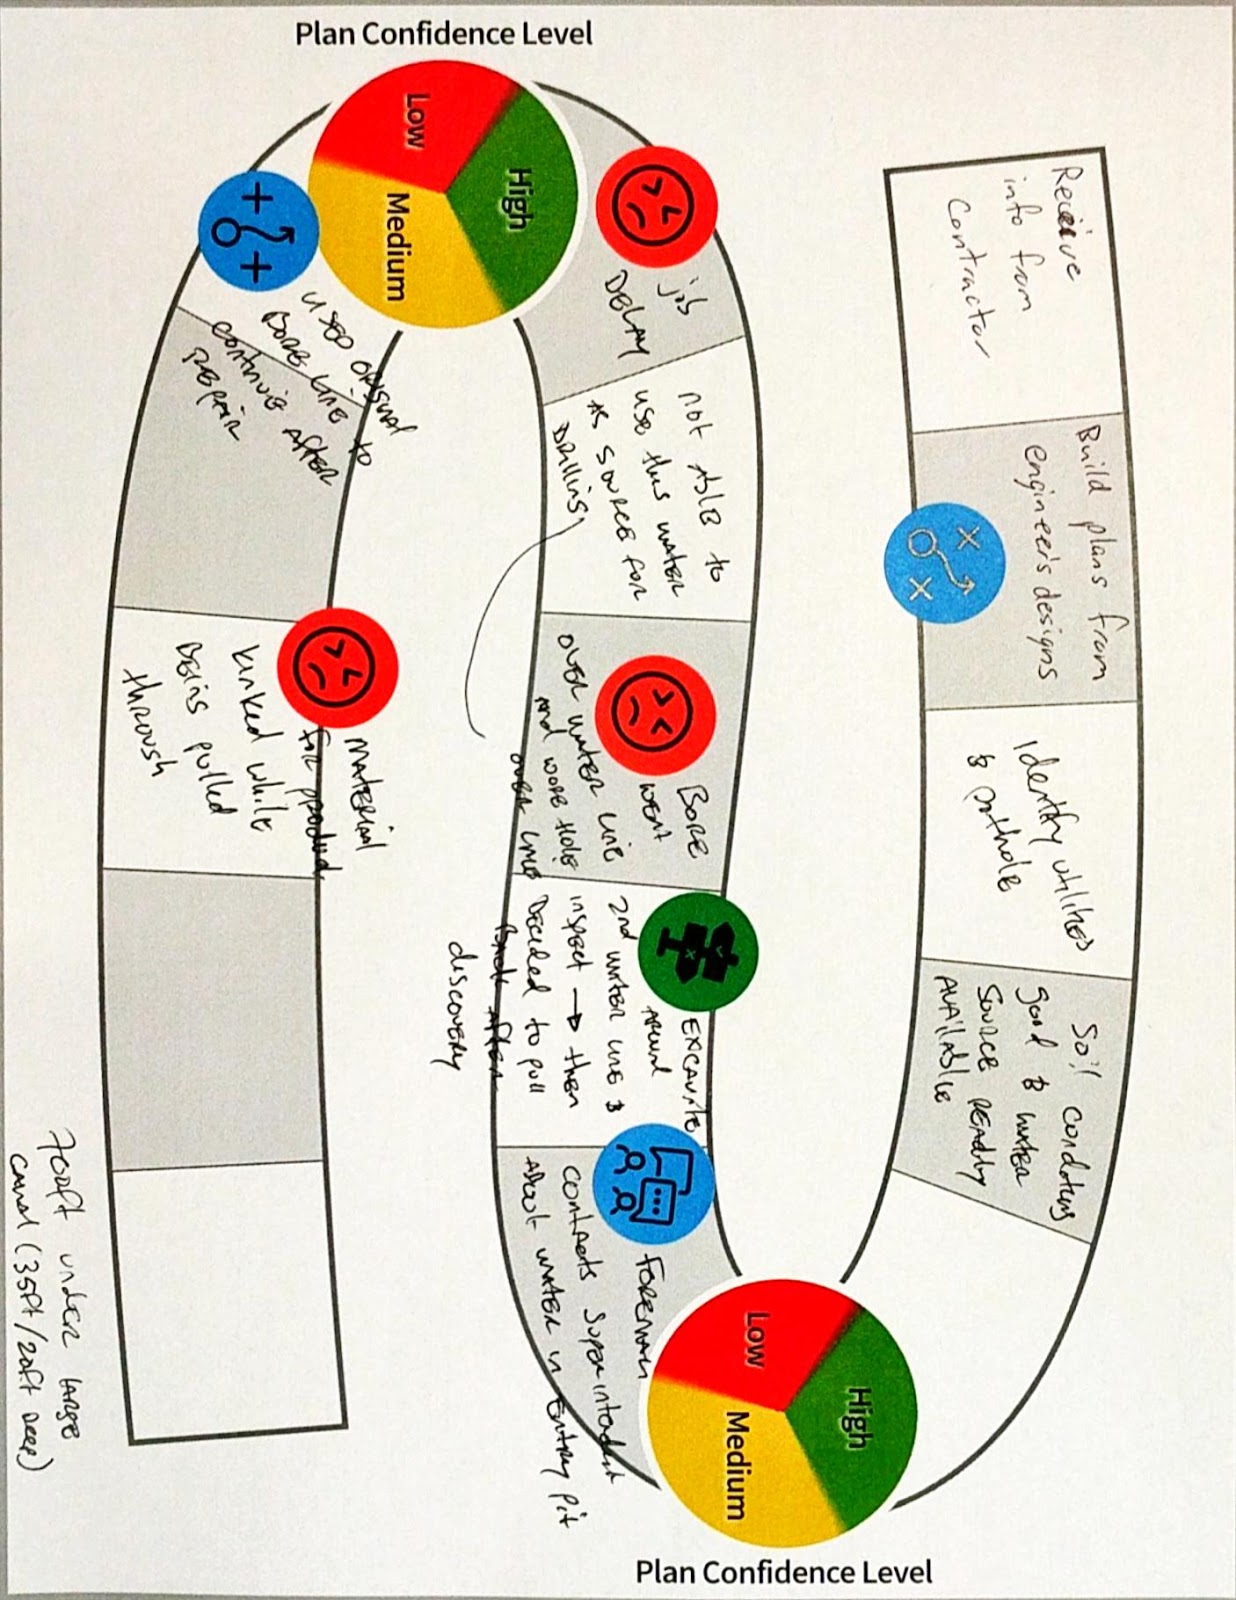 Receive
info from
Contractor
Build plans from
engineer's designs
Identify utilities
& pothole
Soil conditions
good & water
source readily
available
High
Low
Medium
Plan Confidence Level
Foreman
contacts superintendent
about water in entry pit
Excavate
around
2nd water line &
inspect → then
decided to pull
back after
discovery
Bore
went
over water line
and wore hole
over line
not able to
use this water
as source for
drilling
job
delay
Plan Confidence Level
High
Low
Medium
used original
bore line to
continue after
repair
material
for product
kinked while
being pulled
through
700ft under large
canal (35ft/20ft deep)